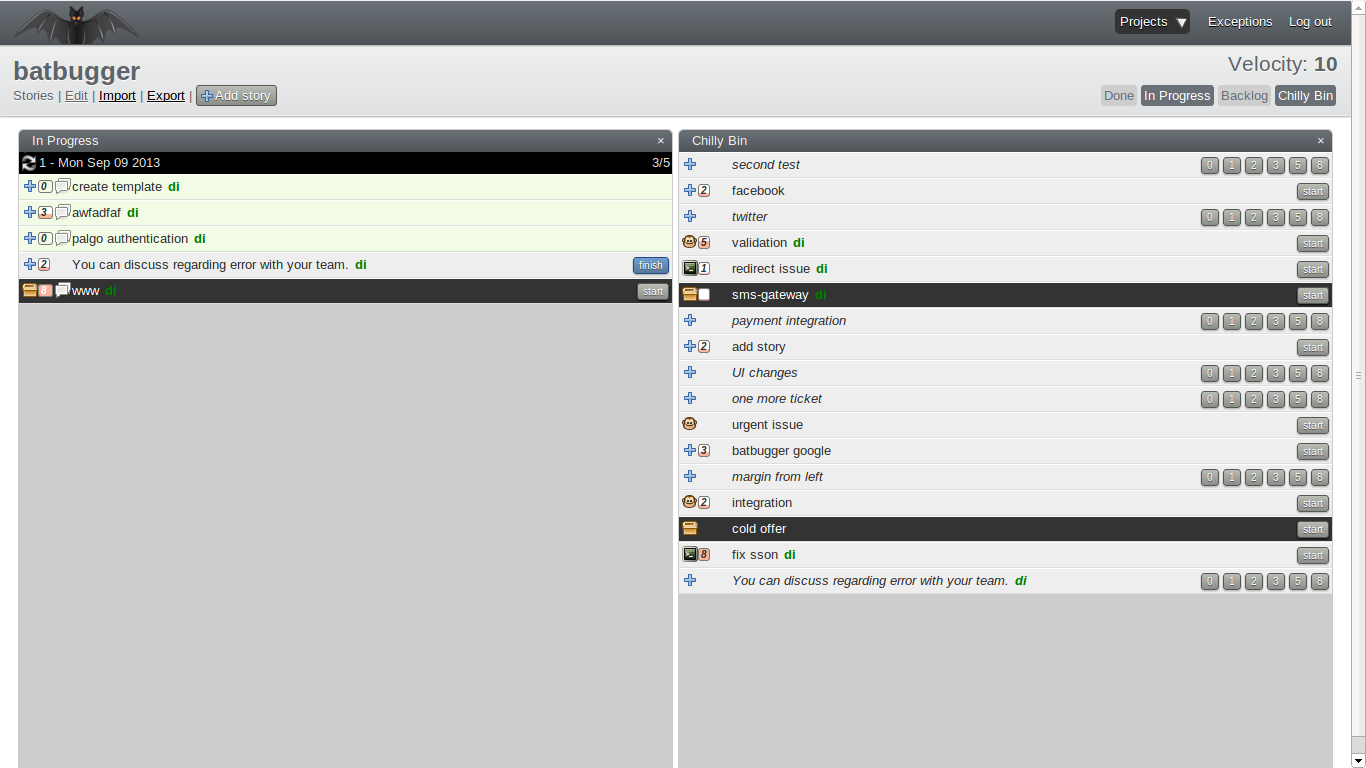 Projects ▼ Exceptions Log out
batbugger
Velocity: 10
Stories | Edit | Import | Export | Add story
Done In Progress Backlog Chilly Bin
In Progress ×
1 - Mon Sep 09 2013 3/5
0 create template di
3 awfadfaf di
0 palgo authentication di
2 You can discuss regarding error with your team. di finish
8 www di start
Chilly Bin ×
second test 0 1 2 3 5 8
2 facebook start
twitter 0 1 2 3 5 8
5 validation di start
1 redirect issue di start
sms-gateway di start
payment integration 0 1 2 3 5 8
2 add story start
UI changes 0 1 2 3 5 8
one more ticket 0 1 2 3 5 8
urgent issue start
3 batbugger google start
margin from left 0 1 2 3 5 8
2 integration start
cold offer start
8 fix sson di start
You can discuss regarding error with your team. di 0 1 2 3 5 8